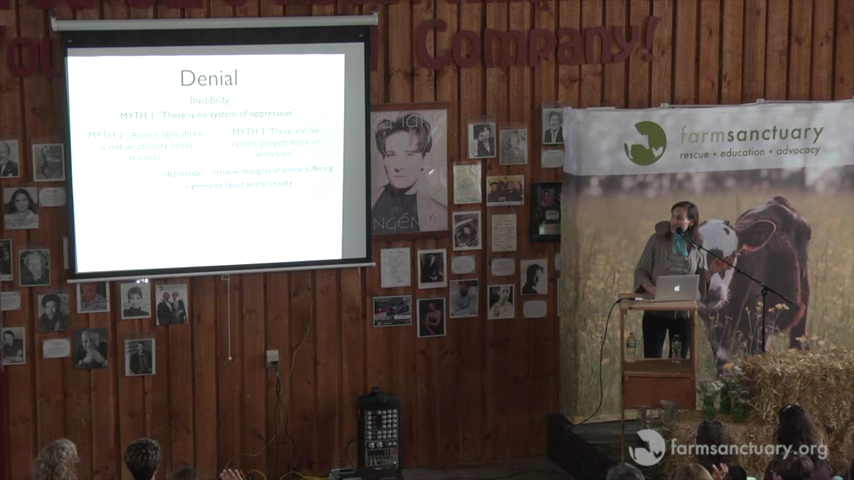 Company!
Denial
Invisibility
MYTH 1: "There is no system of oppression."
MYTH 2: "Animal agriculture
is not an atrocity (mass
trauma)."
MYTH 3: "There are no
victims, perpetrators, or
witnesses"
depression
intrusive thoughts of animal suffering
nightmares about animal cruelty
farmsanctuary
rescue • education • advocacy
farmsanctuary.org